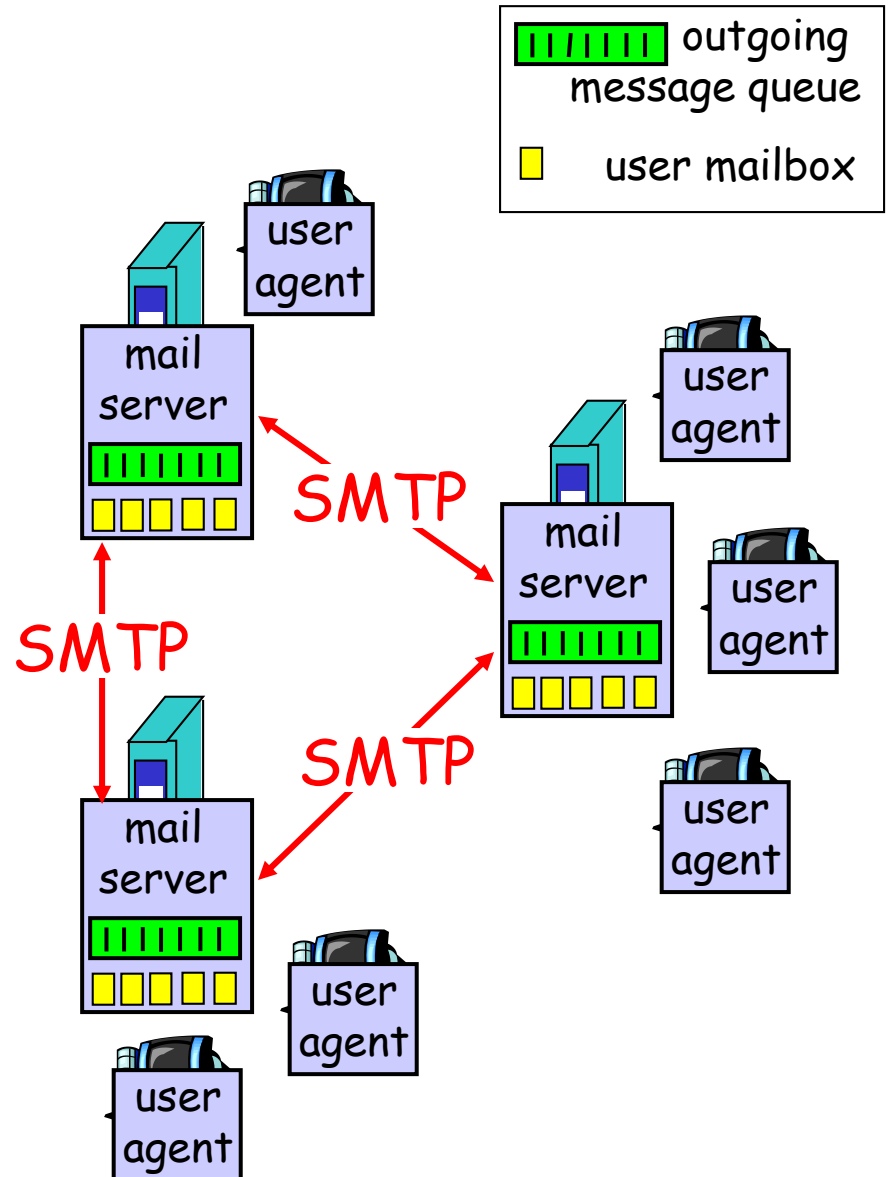 outgoing
message queue
user mailbox
user
agent
mail
server
user
agent
SMTP
mail
server
user
agent
SMTP
SMTP
user
agent
mail
server
user
agent
user
agent